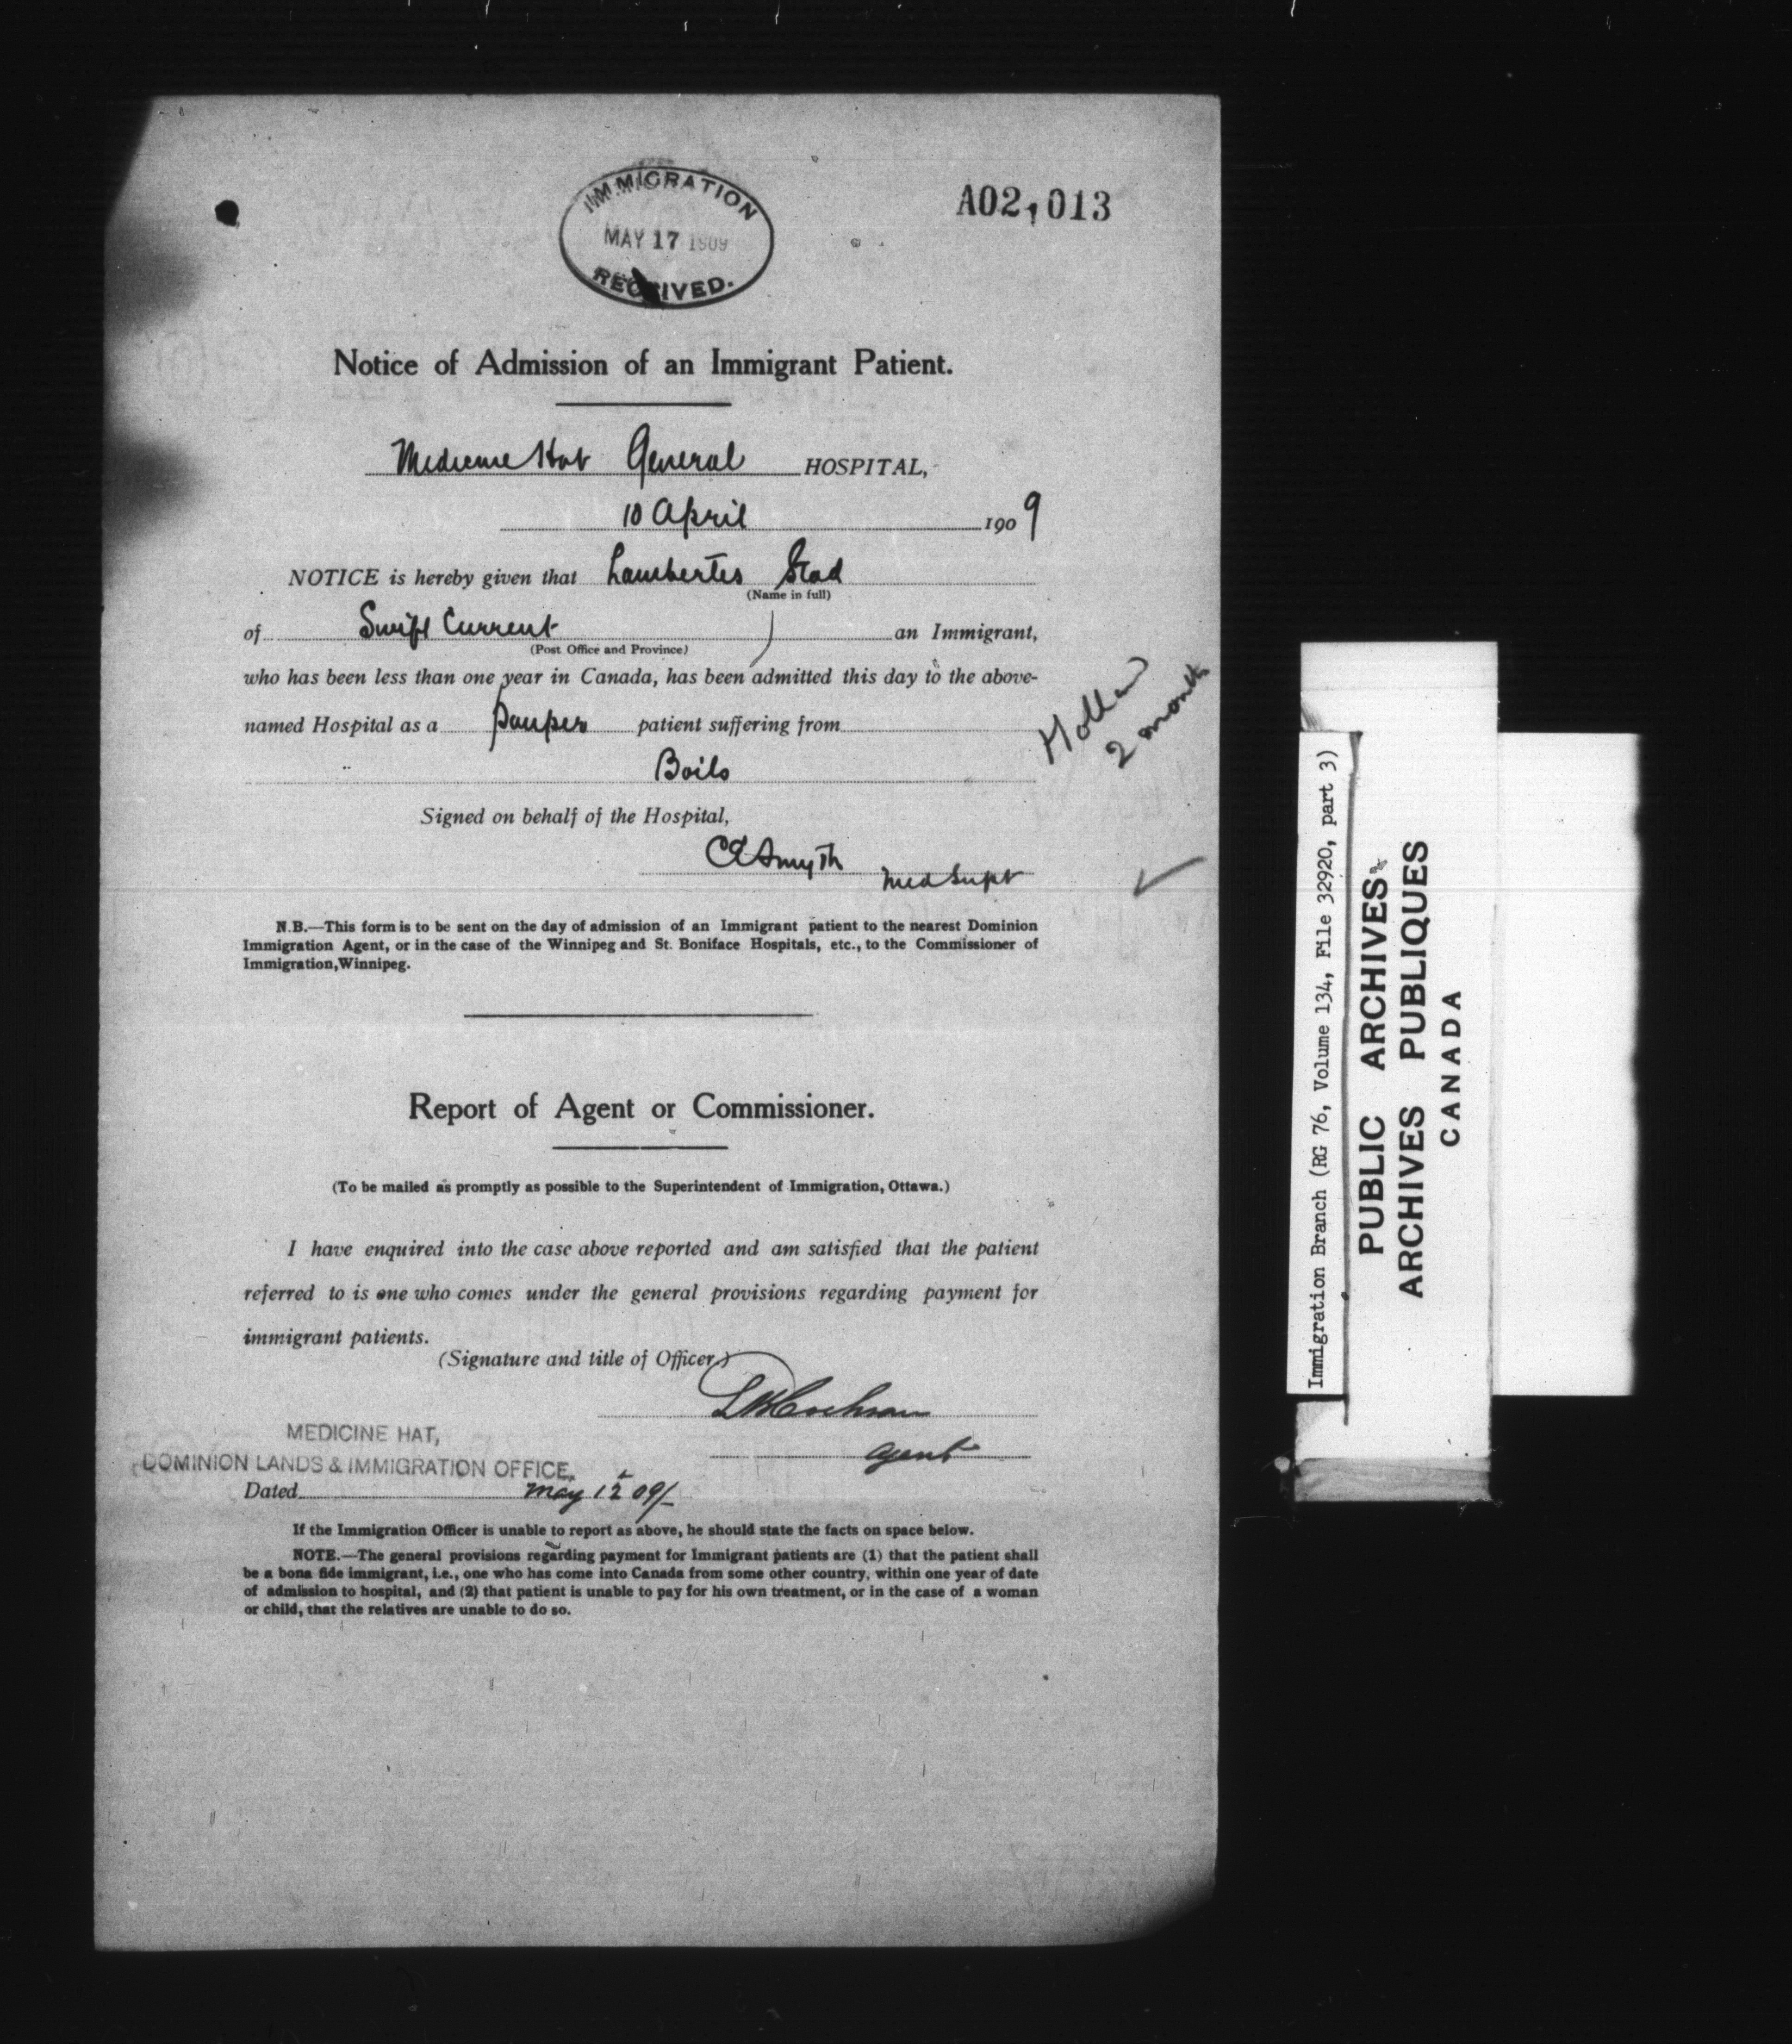 IMMIGRATION
MAY 17 1909
RECEIVED.
A02,013
Notice of Admission of an Immigrant Patient.
Medicine Hat General HOSPITAL,
10 April 1909
NOTICE is hereby given that Lambertes Stad
(Name in full)
of Swift Current an Immigrant,
(Post Office and Province)
who has been less than one year in Canada, has been admitted this day to the above-
named Hospital as a pauper patient suffering from
Boils
Holland
2 month
Signed on behalf of the Hospital,
C E Smyth
Med Supt
N.B.—This form is to be sent on the day of admission of an Immigrant patient to the nearest Dominion
Immigration Agent, or in the case of the Winnipeg and St. Boniface Hospitals, etc., to the Commissioner of
Immigration, Winnipeg.
Report of Agent or Commissioner.
(To be mailed as promptly as possible to the Superintendent of Immigration, Ottawa.)
I have enquired into the case above reported and am satisfied that the patient
referred to is one who comes under the general provisions regarding payment for
immigrant patients.
(Signature and title of Officer.)
Cochran
agent
MEDICINE HAT,
DOMINION LANDS & IMMIGRATION OFFICE.
Dated May 12 09/-
If the Immigration Officer is unable to report as above, he should state the facts on space below.
NOTE.—The general provisions regarding payment for Immigrant patients are (1) that the patient shall
be a bona fide immigrant, i.e., one who has come into Canada from some other country, within one year of date
of admission to hospital, and (2) that patient is unable to pay for his own treatment, or in the case of a woman
or child, that the relatives are unable to do so.
Immigration Branch (RG 76, Volume 134, File 32920, part 3)
PUBLIC ARCHIVES
ARCHIVES PUBLIQUES
CANADA